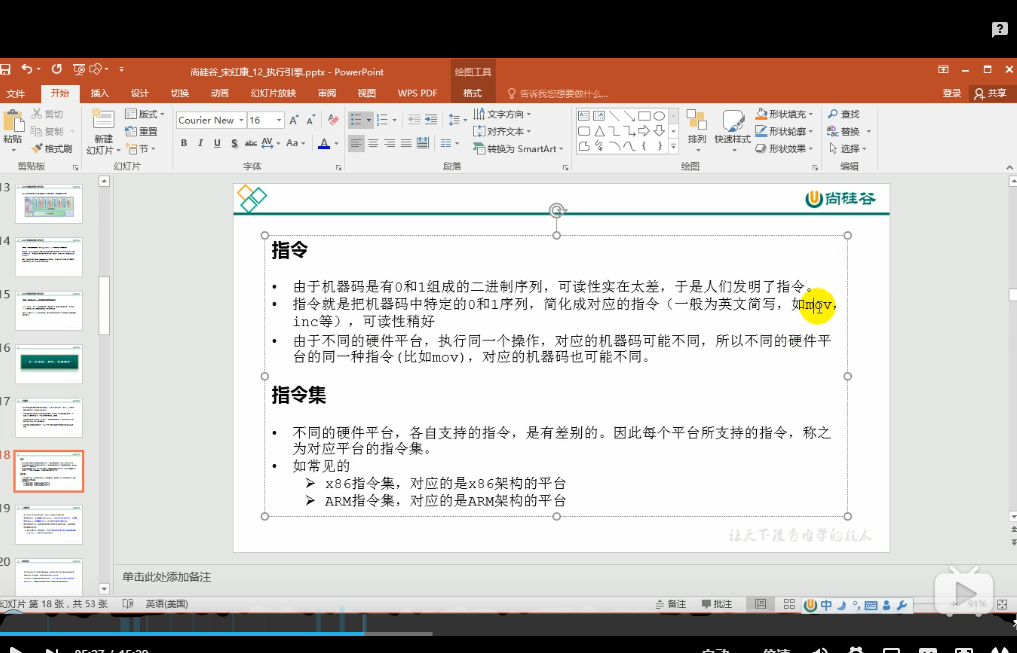 尚硅谷_宋红康_12_执行引擎.pptx - PowerPoint
绘图工具
文件 开始 插入 设计 切换 动画 幻灯片放映 审阅 视图 WPS PDF 格式 告诉我您想要做什么... 登录 共享
粘贴 剪切 复制 格式刷 新建幻灯片 版式 重置 节
Courier New 16 文字方向 对齐文本 转换为 SmartArt
B I U S abc AV Aa A
排列 快速样式 形状填充 形状轮廓 形状效果 查找 替换 选择
剪贴板 幻灯片 字体 段落 绘图 编辑
13
14
15
16
17
18
19
20
尚硅谷
指令
• 由于机器码是有0和1组成的二进制序列，可读性实在太差，于是人们发明了指令。
• 指令就是把机器码中特定的0和1序列，简化成对应的指令（一般为英文简写，如mov，
inc等），可读性稍好
• 由于不同的硬件平台，执行同一个操作，对应的机器码可能不同，所以不同的硬件平
台的同一种指令(比如mov)，对应的机器码也可能不同。
指令集
• 不同的硬件平台，各自支持的指令，是有差别的。因此每个平台所支持的指令，称之
为对应平台的指令集。
• 如常见的
➢ x86指令集，对应的是x86架构的平台
➢ ARM指令集，对应的是ARM架构的平台
让天下没有难学的技术
单击此处添加备注
幻灯片 第 18 张，共 53 张 英语(美国) 备注 批注 中 91%